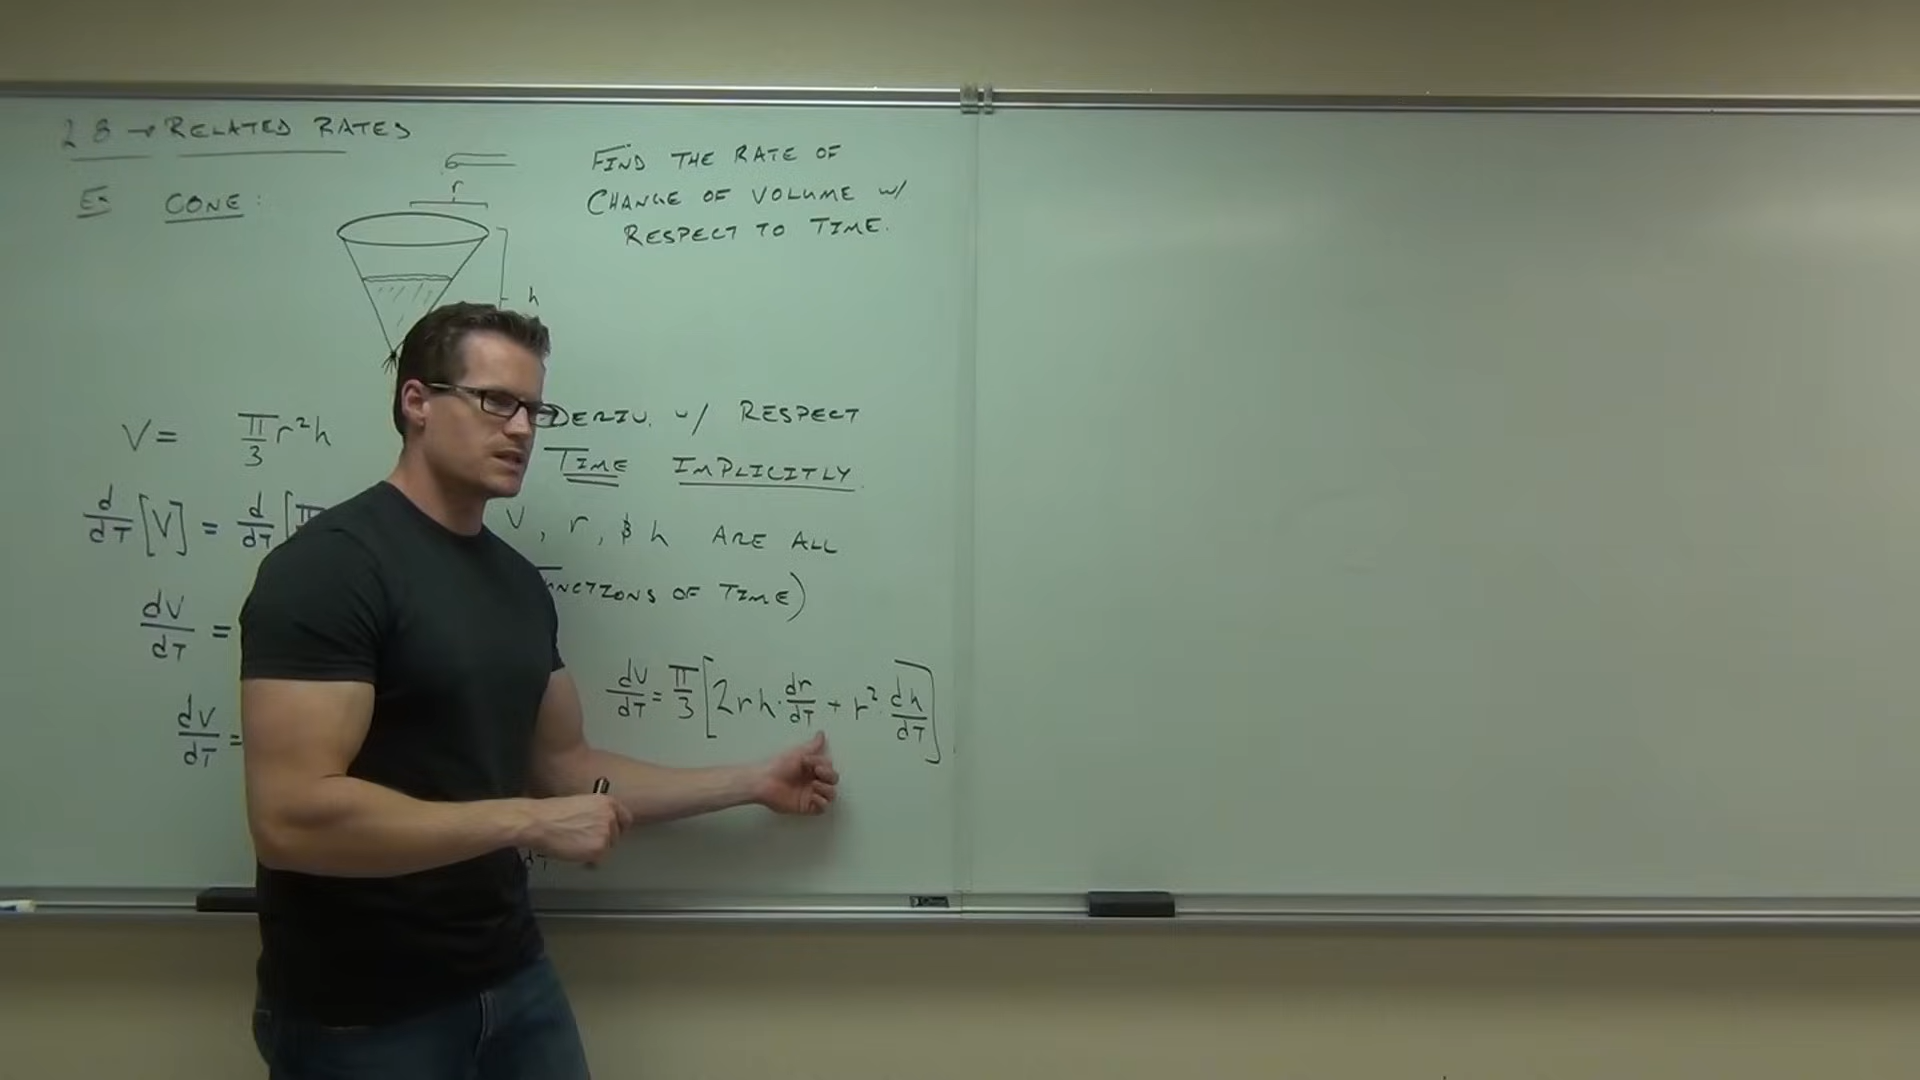 2.8 → RELATED RATES
EX CONE:
r
h
FIND THE RATE OF
CHANGE OF VOLUME W/
RESPECT TO TIME.
V = π/3 r²h
d/dT [V] = d/dT [π
dV/dT =
dV/dT =
DERIV. W/ RESPECT
TIME IMPLICITLY.
V, r, & h ARE ALL
FUNCTIONS OF TIME)
dV/dT = π/3 [2rh · dr/dT + r² · dh/dT]
dT